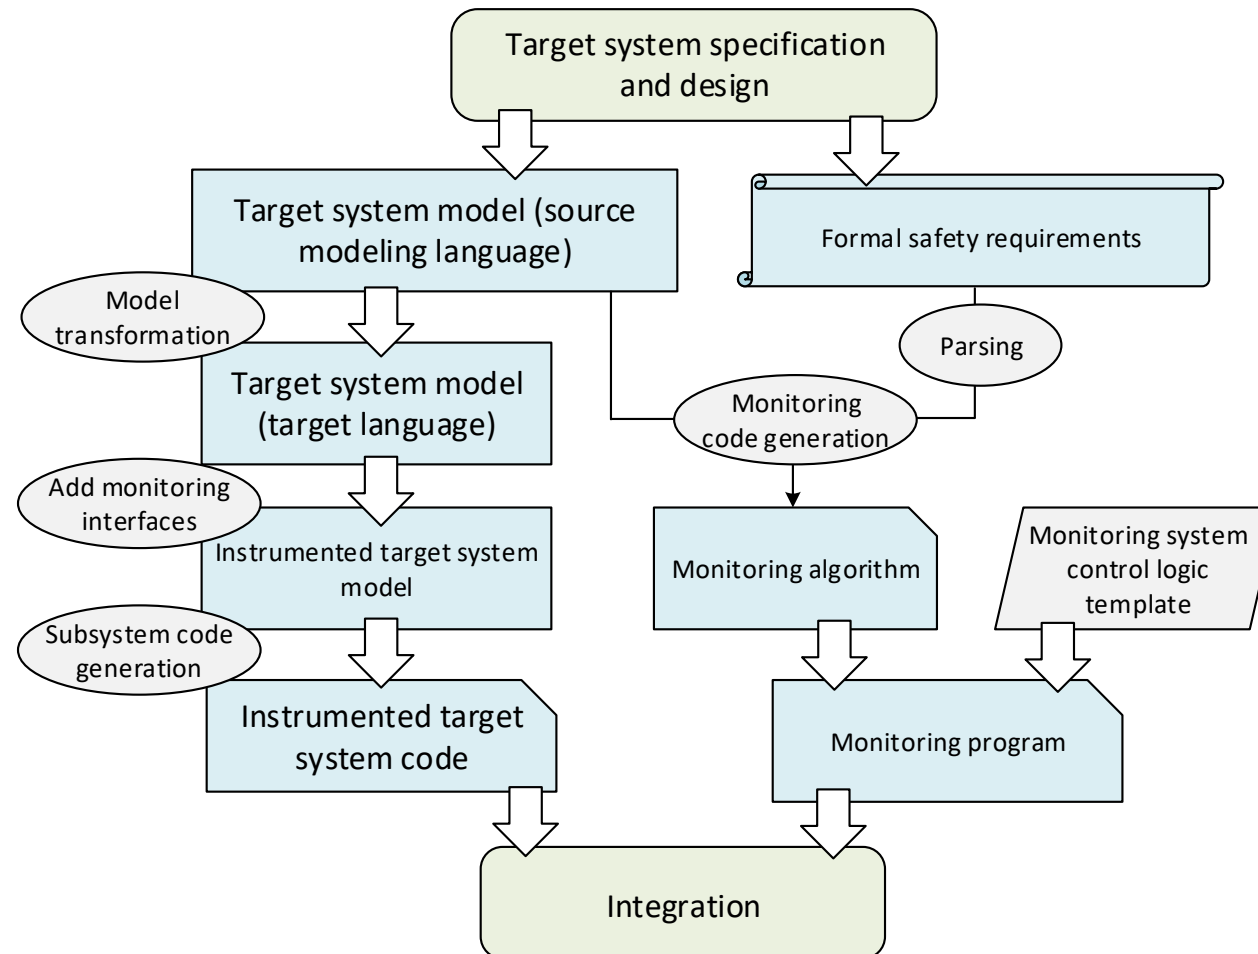 Target system specification
and design
Target system model (source
modeling language)
Formal safety requirements
Model
transformation
Parsing
Target system model
(target language)
Monitoring
code generation
Add monitoring
interfaces
Instrumented target system
model
Monitoring algorithm
Monitoring system
control logic
template
Subsystem code
generation
Instrumented target
system code
Monitoring program
Integration